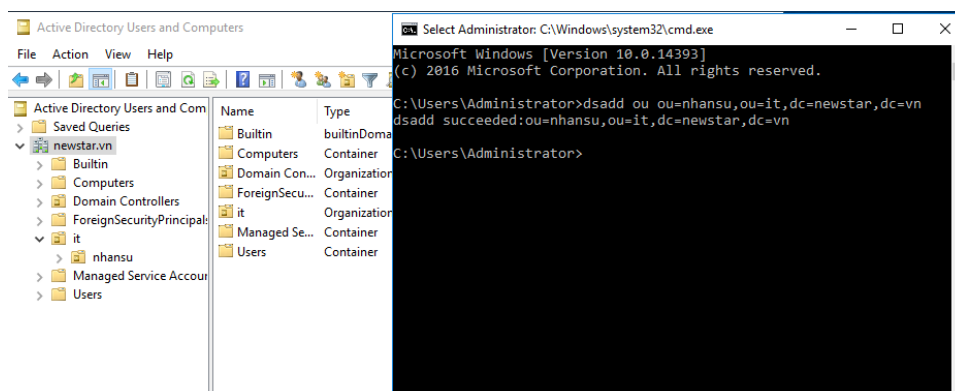 Active Directory Users and Computers
File Action View Help
Active Directory Users and Com
Saved Queries
newstar.vn
Builtin
Computers
Domain Controllers
ForeignSecurityPrincipals
it
nhansu
Managed Service Accour
Users
Name Type
Builtin builtinDoma
Computers Container
Domain Con... Organization
ForeignSecu... Container
it Organization
Managed Se... Container
Users Container
Select Administrator: C:\Windows\system32\cmd.exe
Microsoft Windows [Version 10.0.14393]
(c) 2016 Microsoft Corporation. All rights reserved.
C:\Users\Administrator>dsadd ou ou=nhansu,ou=it,dc=newstar,dc=vn
dsadd succeeded:ou=nhansu,ou=it,dc=newstar,dc=vn
C:\Users\Administrator>